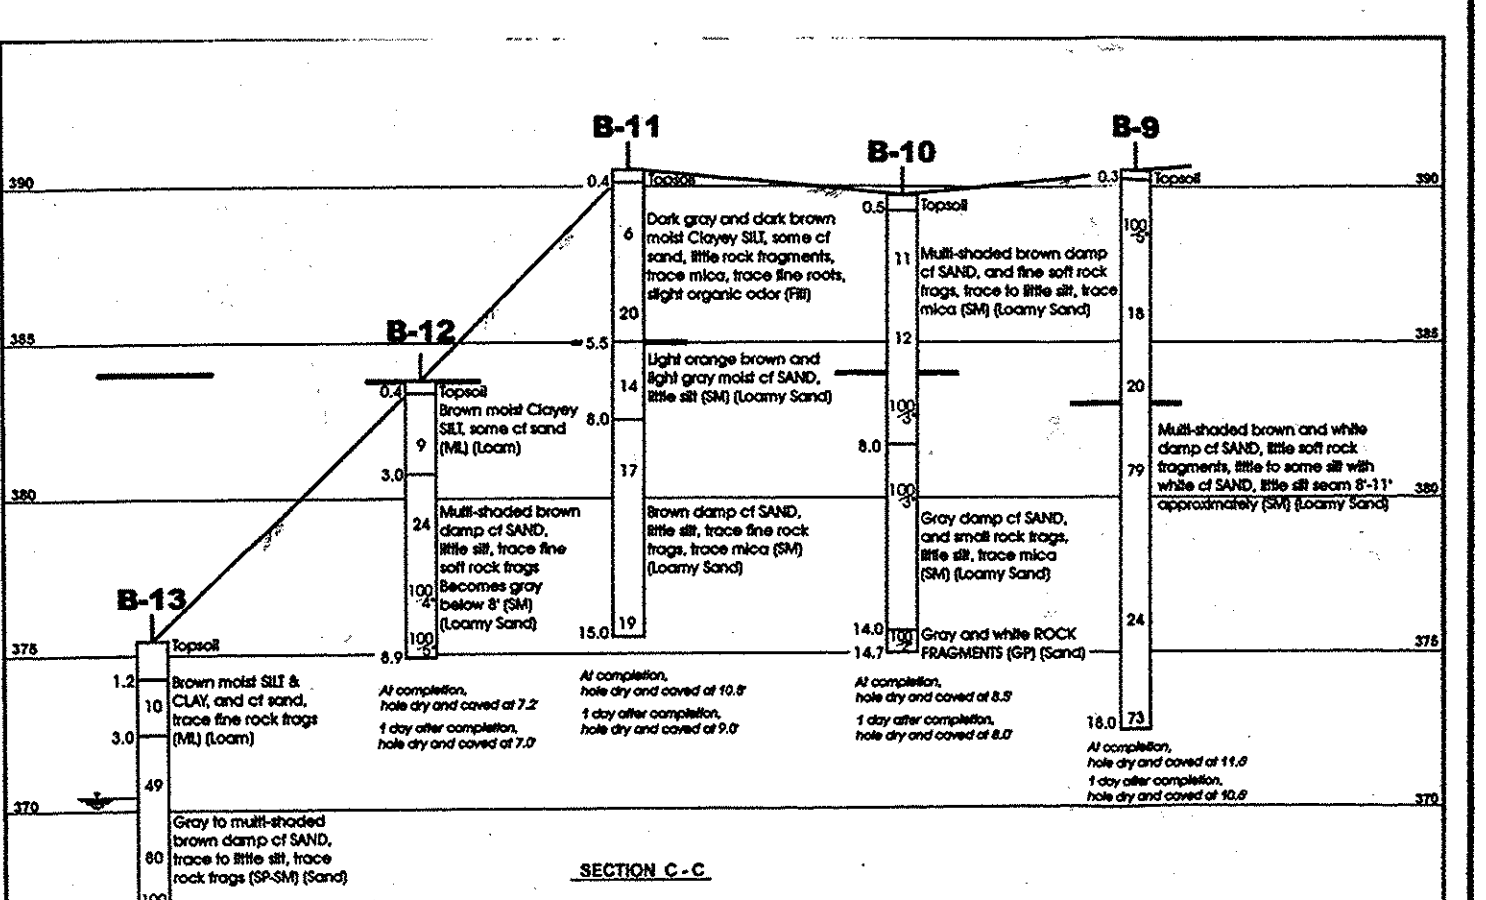 B-11
B-9
B-10
390
0.4
Topsoil
0.3
Topsoil
390
0.5
Topsoil
6
Dark gray and dark brown
moist Clayey SILT, some cf
sand, little rock fragments,
trace mica, trace fine roots,
slight organic odor (Fill)
20
11
Multi-shaded brown damp
cf SAND, and fine soft rock
frags, trace to little silt, trace
mica (SM) (Loamy Sand)
100
5"
18
B-12
385
5.5
12
385
Light orange brown and
light gray moist cf SAND,
little silt (SM) (Loamy Sand)
14
8.0
20
0.4
Topsoil
Brown moist Clayey
SILT, some cf sand
(ML) (Loam)
9
3.0
100
3"
8.0
Multi-shaded brown and white
damp cf SAND, little soft rock
fragments, little to some silt with
white cf SAND, little silt seam 8'-11'
approximately (SM) (Loamy Sand)
79
17
380
100
3"
380
24
Multi-shaded brown
damp cf SAND,
little silt, trace fine
soft rock frags
Becomes gray
below 8' (SM)
(Loamy Sand)
Brown damp cf SAND,
little silt, trace fine rock
frags, trace mica (SM)
(Loamy Sand)
Gray damp cf SAND,
and small rock frags,
little silt, trace mica
(SM) (Loamy Sand)
100
4"
B-13
19
15.0
14.0
100
2"
14.7
Gray and white ROCK
FRAGMENTS (GP) (Sand)
24
375
Topsoil
100
5"
8.9
375
1.2
Brown moist SILT &
CLAY, and cf sand,
trace fine rock frags
(ML) (Loam)
10
3.0
At completion,
hole dry and caved at 7.2'
1 day after completion,
hole dry and caved at 7.0'
At completion,
hole dry and caved at 10.8'
1 day after completion,
hole dry and caved at 9.0'
At completion,
hole dry and caved at 8.5'
1 day after completion,
hole dry and caved at 8.0'
18.0
73
At completion,
hole dry and caved at
1 day after completion,
hole dry and caved at
49
370
370
Gray to multi-shaded
brown damp cf SAND,
trace to little silt, trace
rock frags (SP-SM) (Sand)
80
100
SECTION C-C